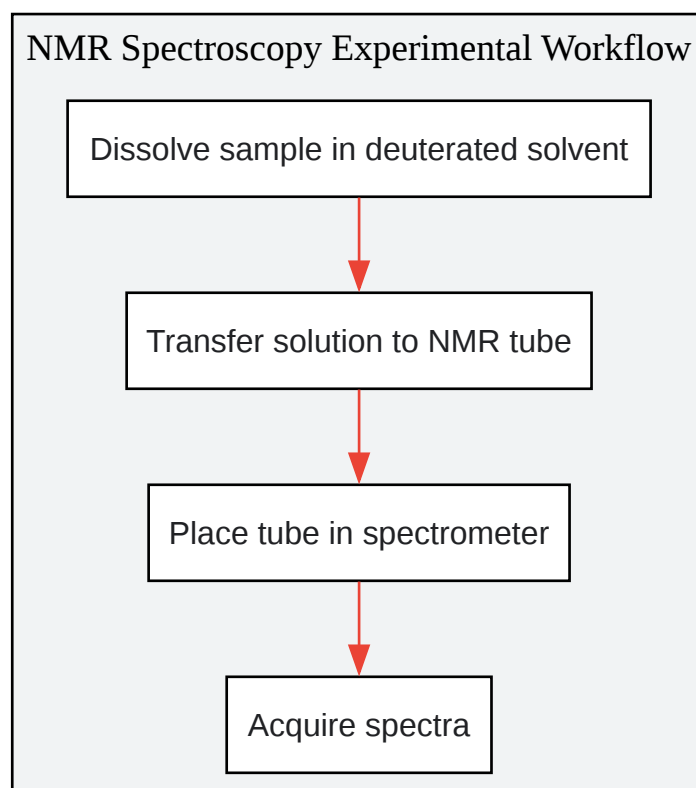 NMR Spectroscopy Experimental Workflow
Dissolve sample in deuterated solvent
Transfer solution to NMR tube
Place tube in spectrometer
Acquire spectra